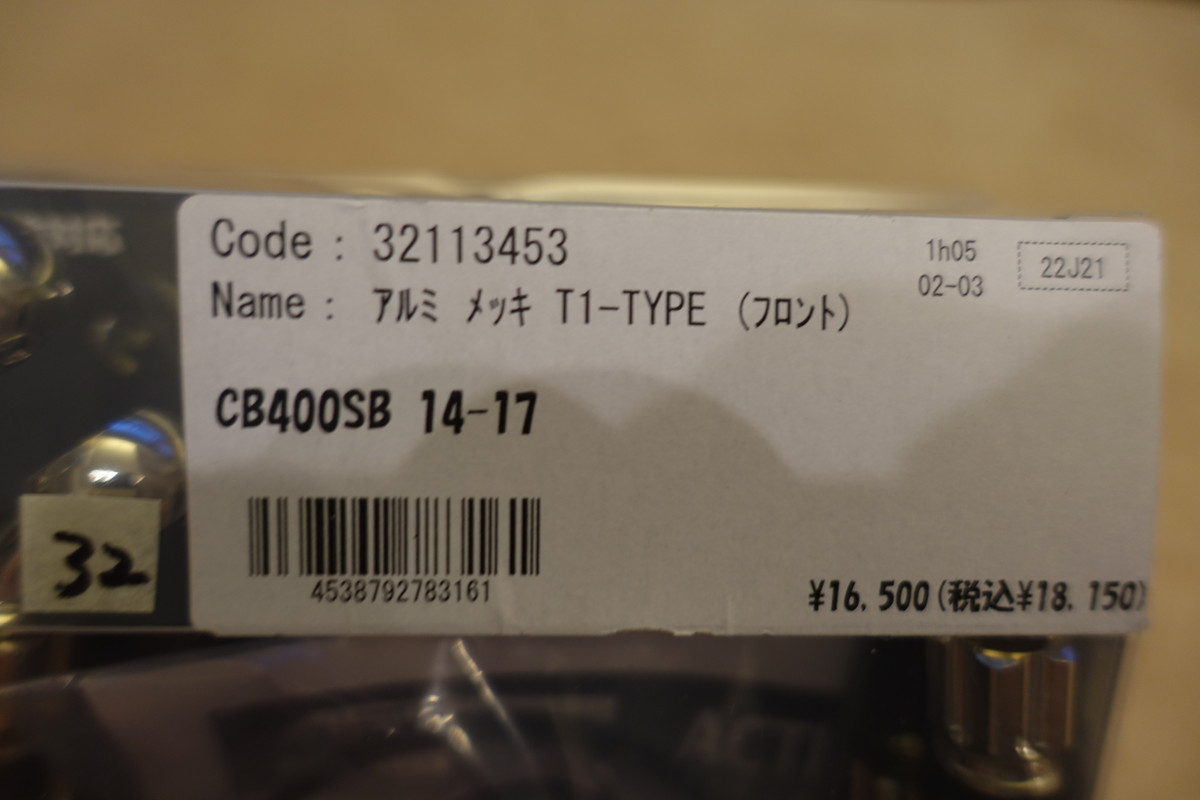 Code : 32113453
1h05
02-03
22J21
Name : アルミ メッキ T1-TYPE (フロント)
CB400SB 14-17
32
4538792783161
¥16,500(税込¥18,150)
ACTI